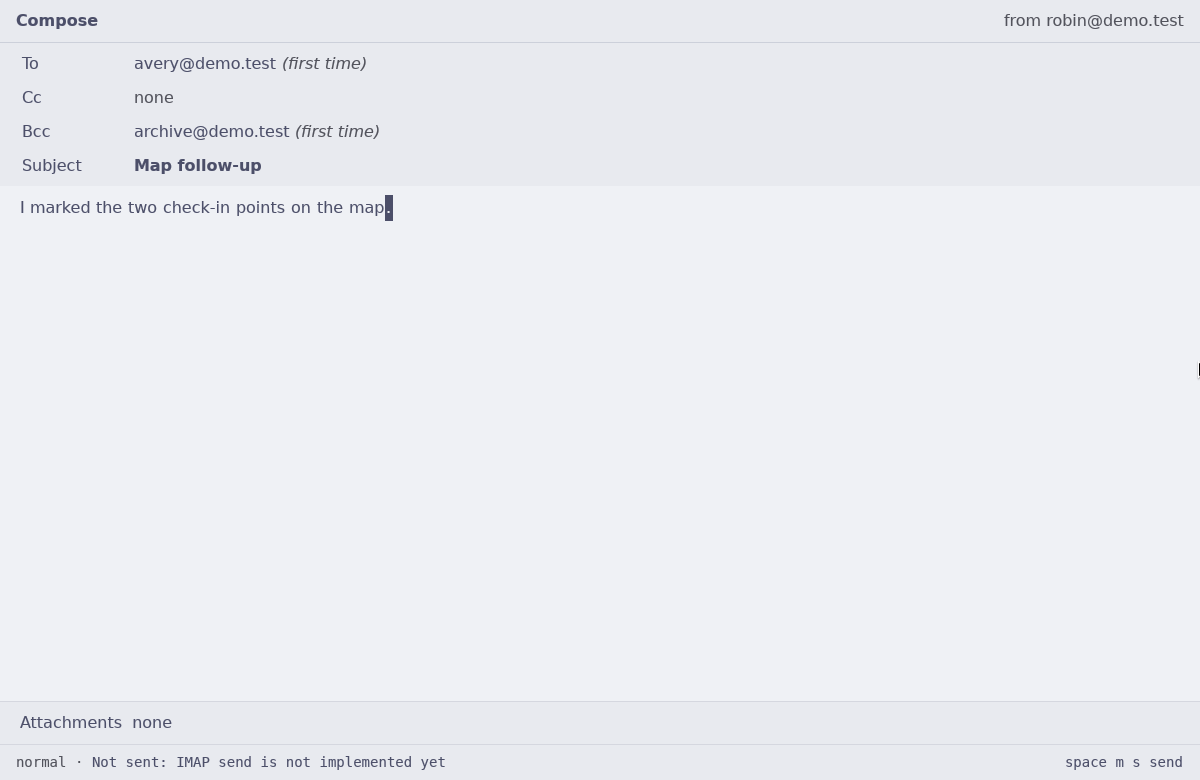 Compose from robin@demo.test
To avery@demo.test (first time)
Cc none
Bcc archive@demo.test (first time)
Subject Map follow-up
I marked the two check-in points on the map.
Attachments none
normal · Not sent: IMAP send is not implemented yet space m s send